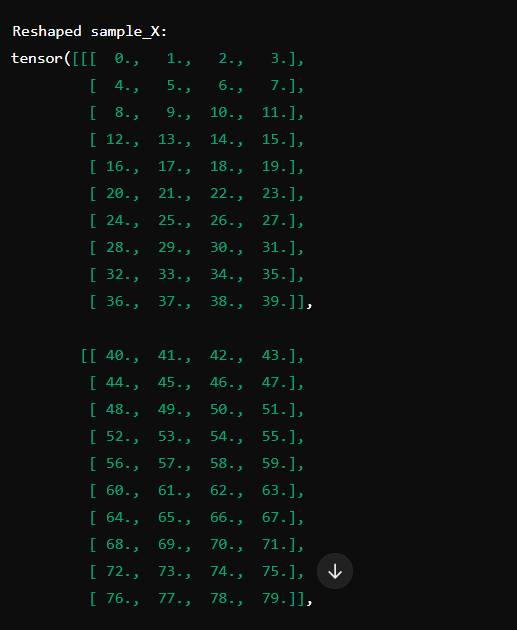 Reshaped sample_X:
tensor([[[  0.,   1.,   2.,   3.],
         [  4.,   5.,   6.,   7.],
         [  8.,   9.,  10.,  11.],
         [ 12.,  13.,  14.,  15.],
         [ 16.,  17.,  18.,  19.],
         [ 20.,  21.,  22.,  23.],
         [ 24.,  25.,  26.,  27.],
         [ 28.,  29.,  30.,  31.],
         [ 32.,  33.,  34.,  35.],
         [ 36.,  37.,  38.,  39.]],
        [[ 40.,  41.,  42.,  43.],
         [ 44.,  45.,  46.,  47.],
         [ 48.,  49.,  50.,  51.],
         [ 52.,  53.,  54.,  55.],
         [ 56.,  57.,  58.,  59.],
         [ 60.,  61.,  62.,  63.],
         [ 64.,  65.,  66.,  67.],
         [ 68.,  69.,  70.,  71.],
         [ 72.,  73.,  74.,  75.],
         [ 76.,  77.,  78.,  79.]],